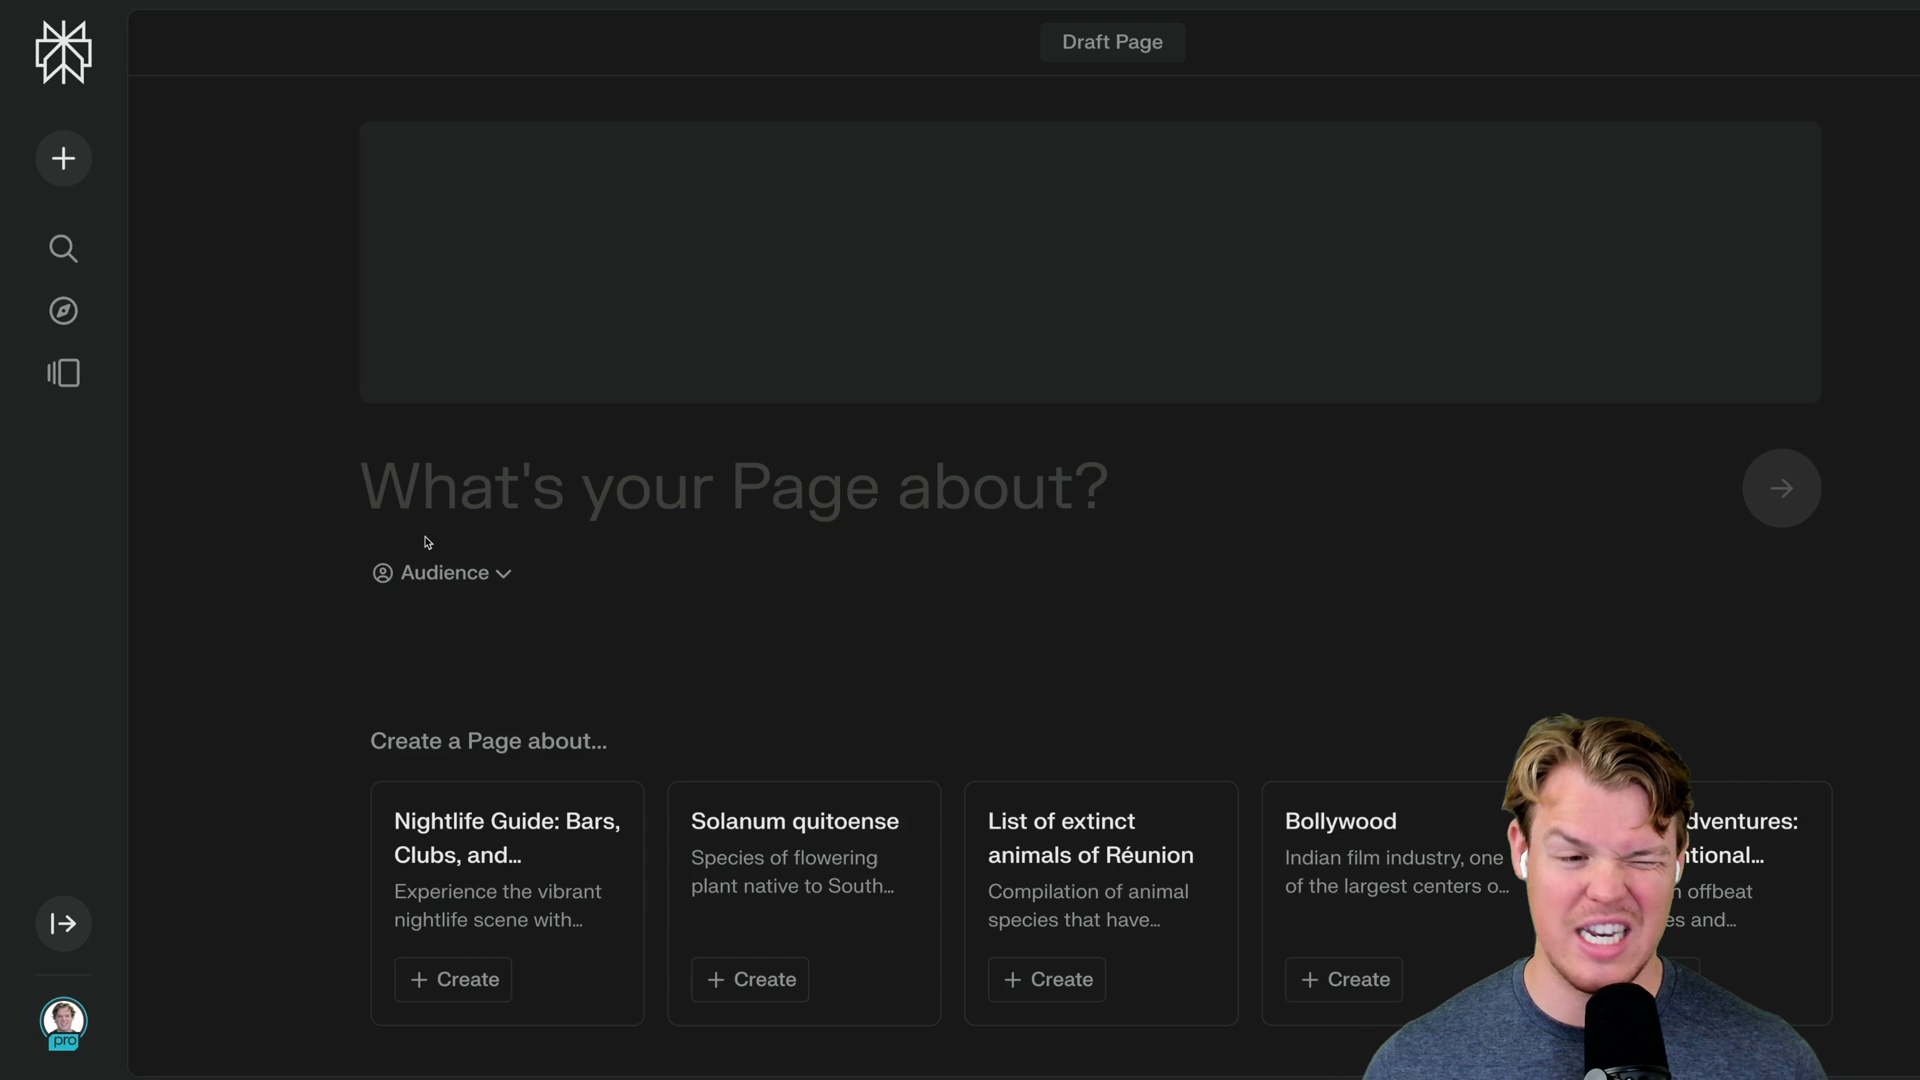 Draft Page
What's your Page about?
Audience
Create a Page about...
Nightlife Guide: Bars,
Clubs, and...
Experience the vibrant
nightlife scene with...
+ Create
Solanum quitoense
Species of flowering
plant native to South...
+ Create
List of extinct
animals of Réunion
Compilation of animal
species that have...
+ Create
Bollywood
Indian film industry, one
of the largest centers o...
+ Create
offbeat
and...
pro